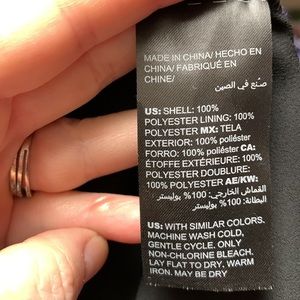 MADE IN CHINA/ HECHO EN
CHINA/ FABRIQUÉ EN
CHINE/
صنع في الصين
US: SHELL: 100%
POLYESTER LINING: 100%
POLYESTER MX: TELA
EXTERIOR: 100% poliéster
FORRO: 100% poliéster CA:
ÉTOFFE EXTÉRIEURE: 100%
POLYESTER DOUBLURE:
100% POLYESTER AE/KW:
القماش الخارجي: 100% بوليستر
البطانة: 100% بوليستر
US: WITH SIMILAR COLORS.
MACHINE WASH COLD,
GENTLE CYCLE. ONLY
NON-CHLORINE BLEACH.
LAY FLAT TO DRY. WARM
IRON. MAY BE DRY